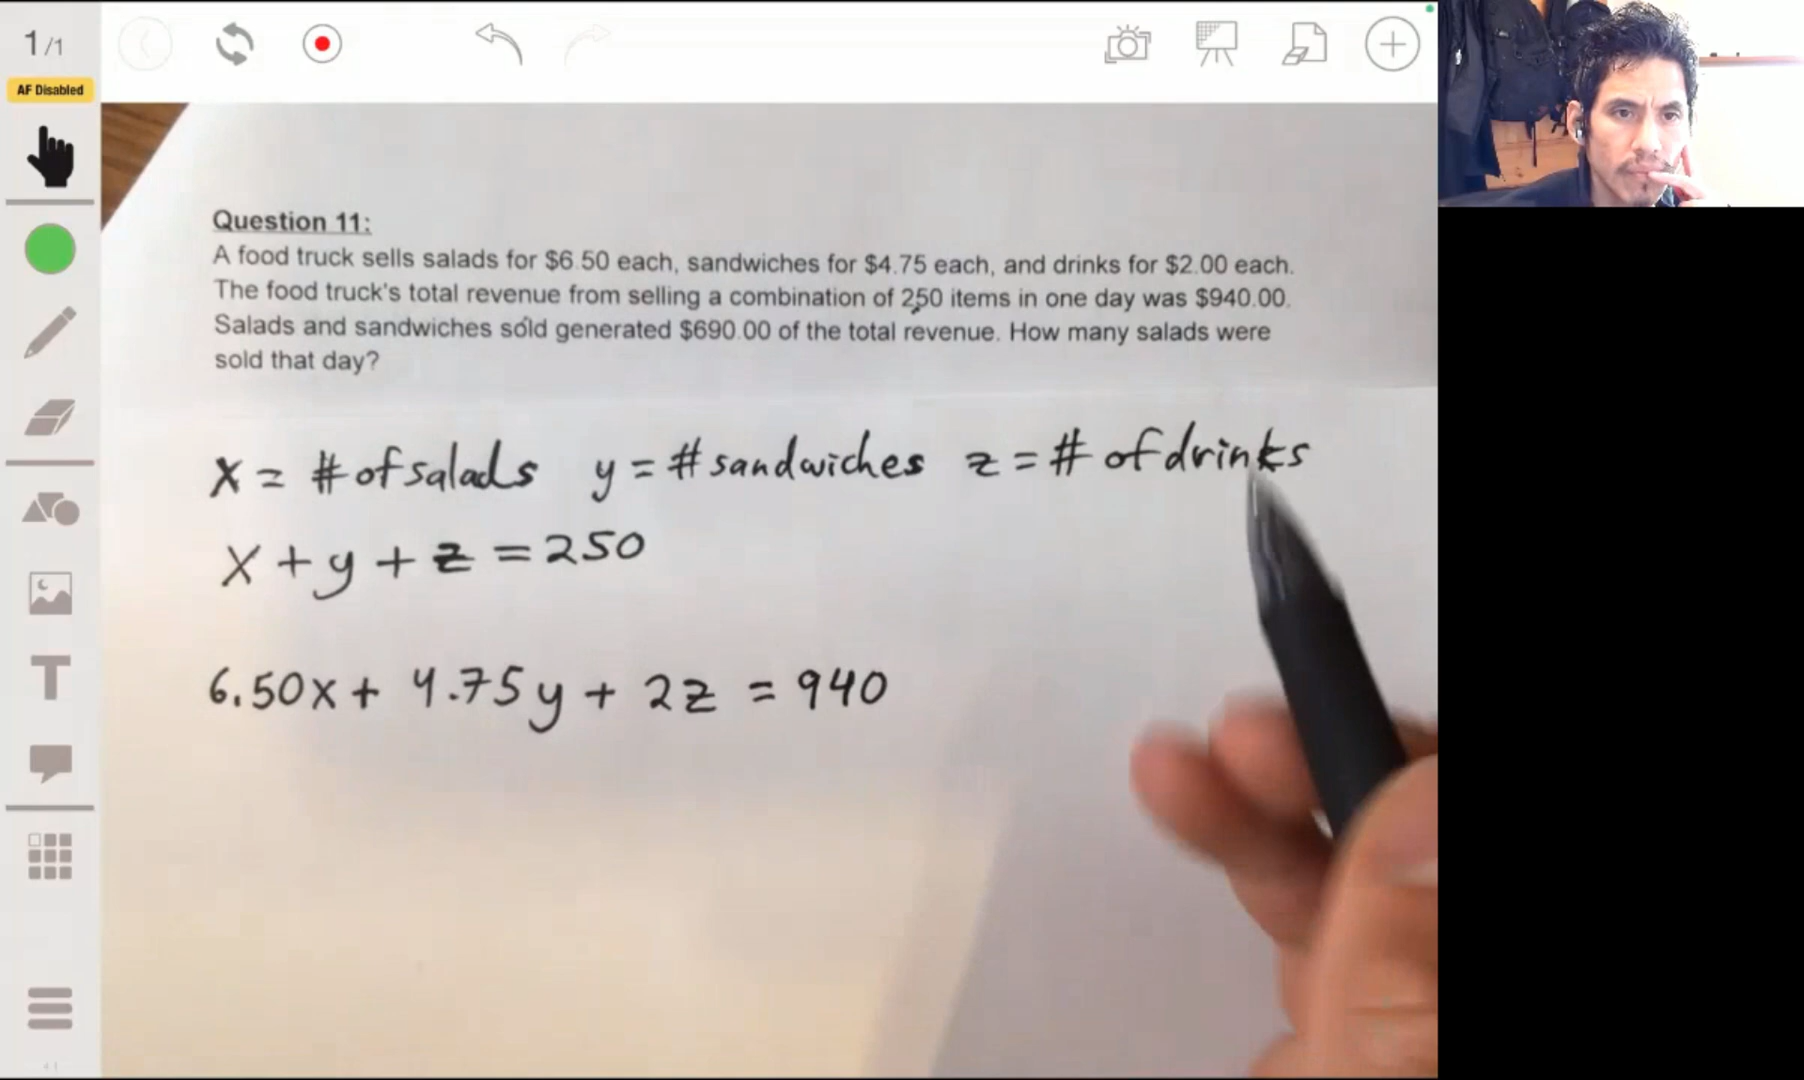 1/1
AF Disabled
Question 11:
A food truck sells salads for $6.50 each, sandwiches for $4.75 each, and drinks for $2.00 each.
The food truck's total revenue from selling a combination of 250 items in one day was $940.00.
Salads and sandwiches sold generated $690.00 of the total revenue. How many salads were
sold that day?
x = # of salads y = # sandwiches z = # of drinks
x + y + z = 250
6.50x + 4.75y + 2z = 940
T